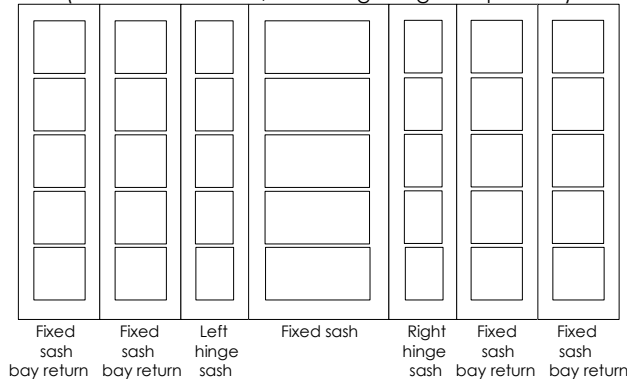 Fixed sash bay return
Fixed sash bay return
Left hinge sash
Fixed sash
Right hinge sash
Fixed sash bay return
Fixed sash bay return